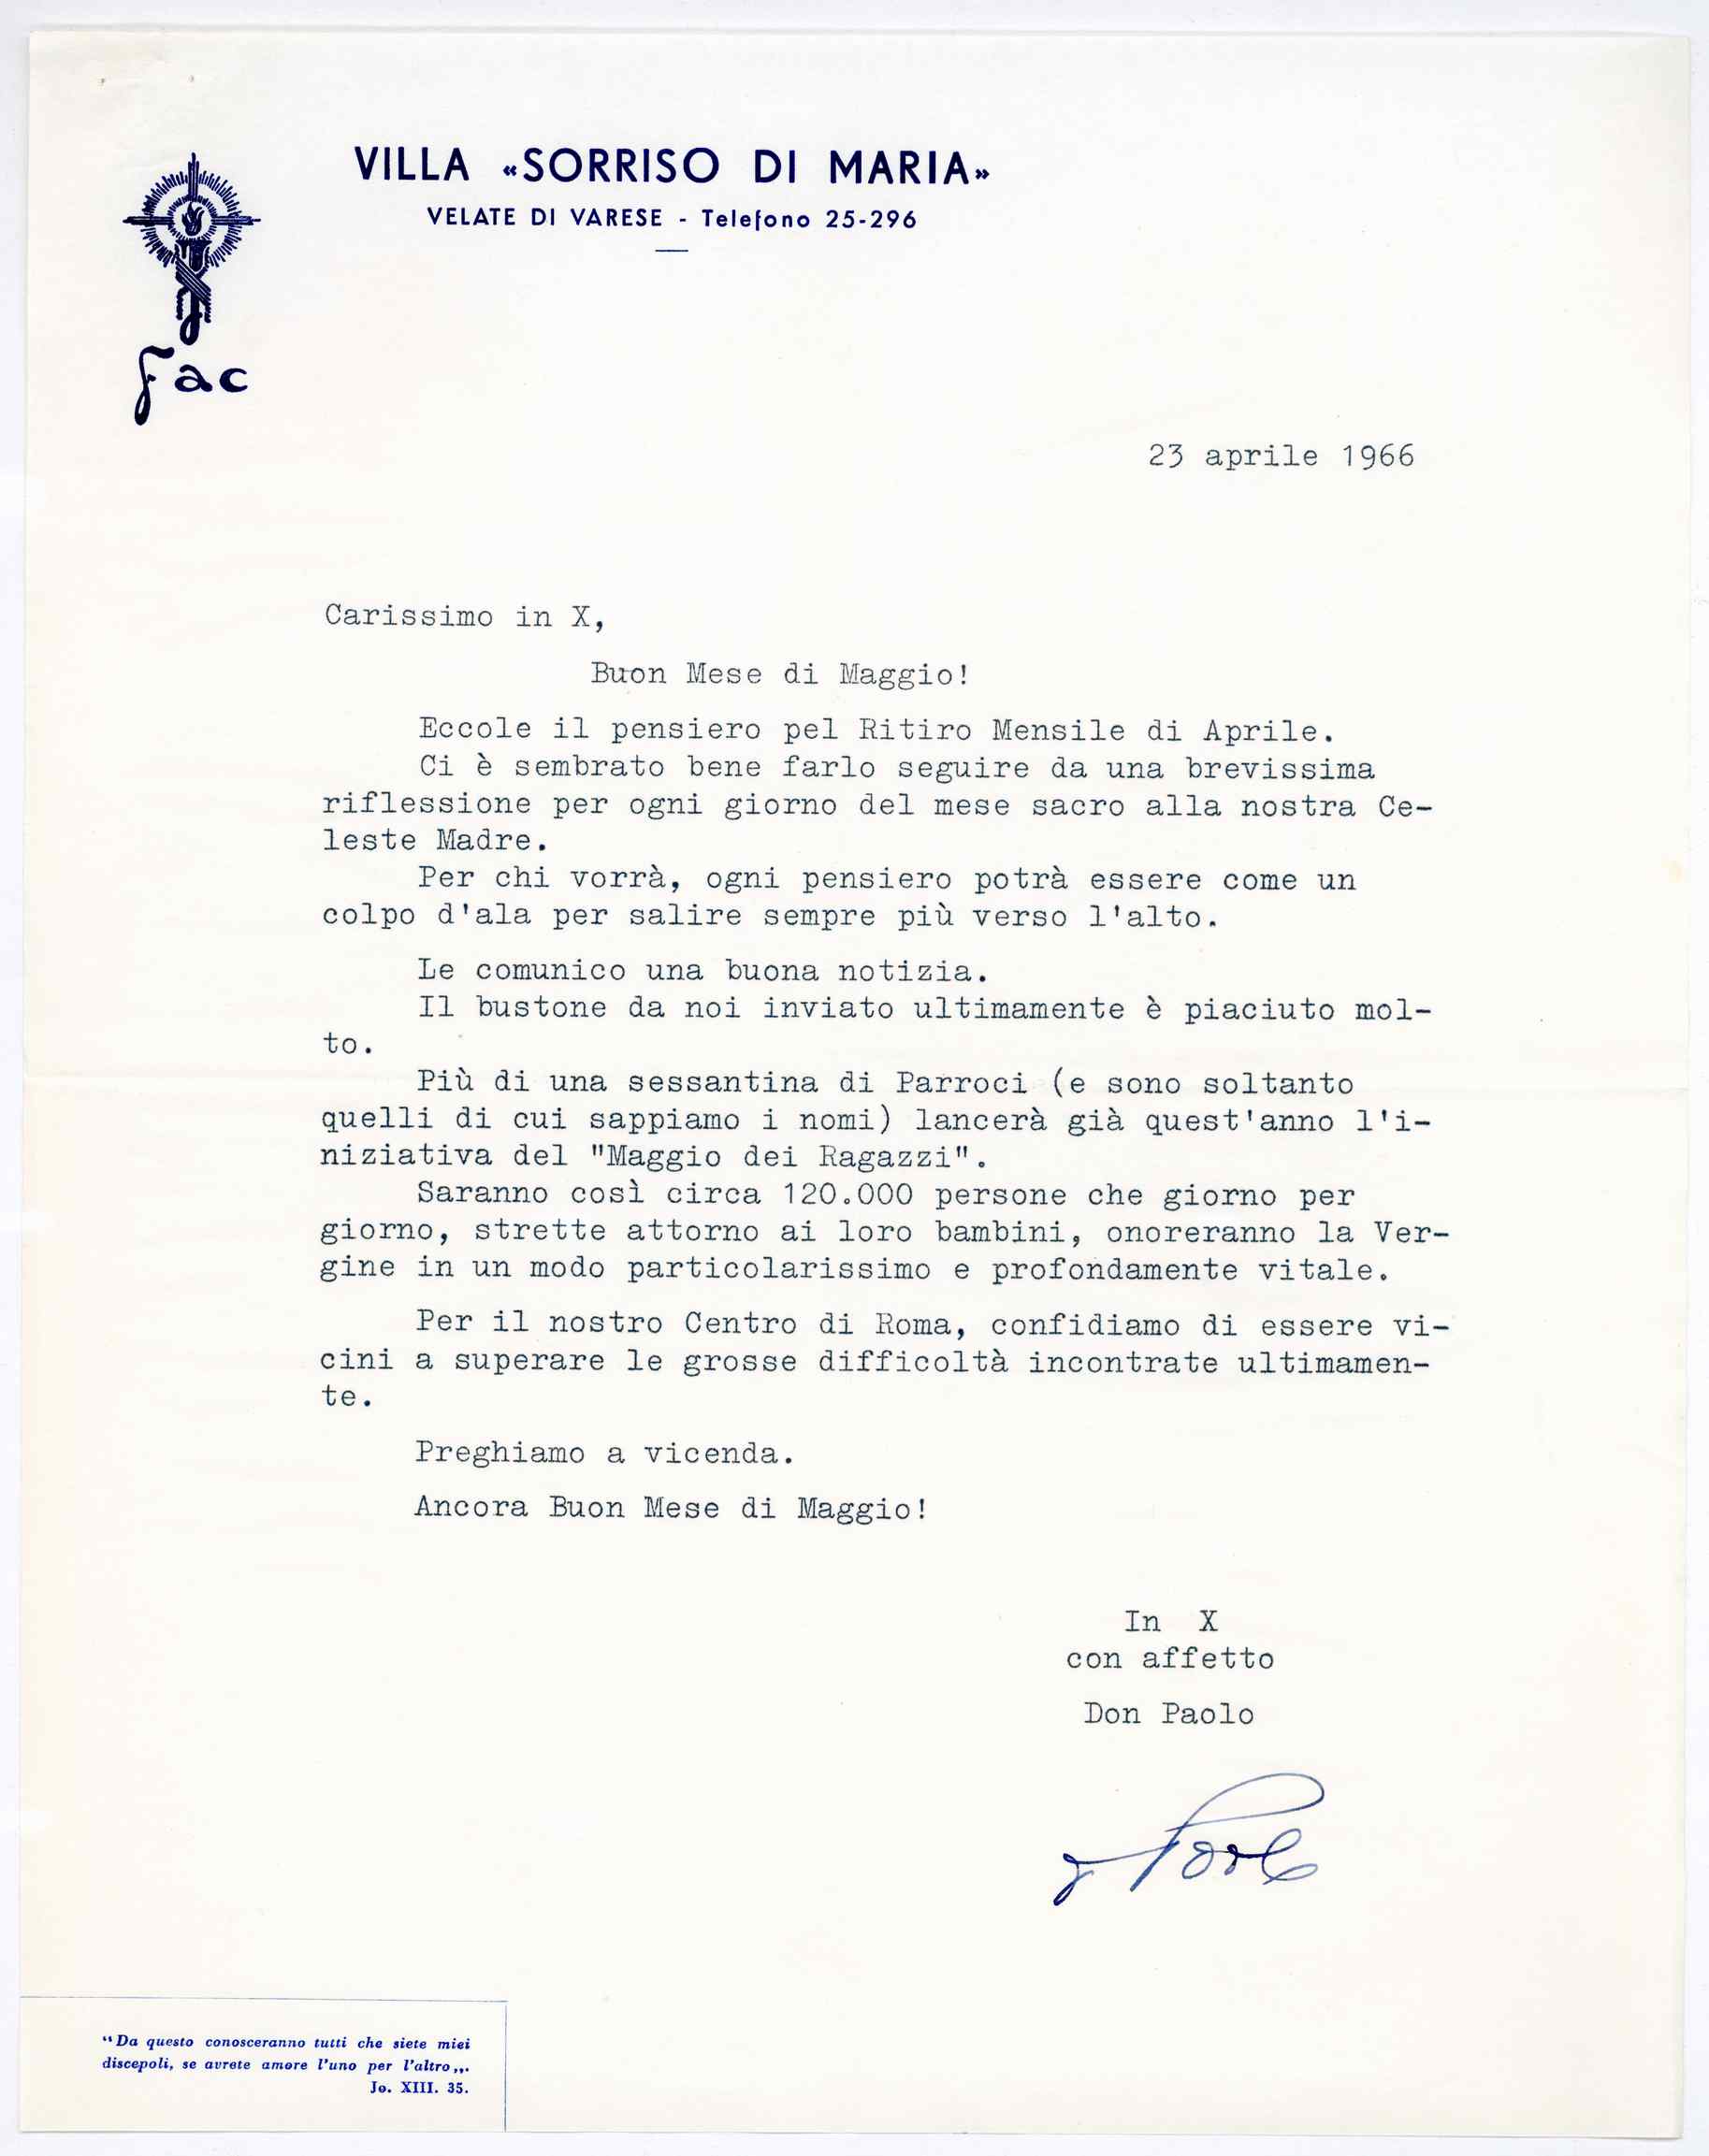 VILLA «SORRISO DI MARIA»
VELATE DI VARESE - Telefono 25-296
fac
23 aprile 1966
Carissimo in X,
Buon Mese di Maggio!
Eccole il pensiero pel Ritiro Mensile di Aprile.
Ci è sembrato bene farlo seguire da una brevissima
riflessione per ogni giorno del mese sacro alla nostra Ce-
leste Madre.
Per chi vorrà, ogni pensiero potrà essere come un
colpo d'ala per salire sempre più verso l'alto.
Le comunico una buona notizia.
Il bustone da noi inviato ultimamente è piaciuto mol-
to.
Più di una sessantina di Parroci (e sono soltanto
quelli di cui sappiamo i nomi) lancerà già quest'anno l'i-
niziativa del "Maggio dei Ragazzi".
Saranno così circa 120.000 persone che giorno per
giorno, strette attorno ai loro bambini, onoreranno la Ver-
gine in un modo particolarissimo e profondamente vitale.
Per il nostro Centro di Roma, confidiamo di essere vi-
cini a superare le grosse difficoltà incontrate ultimamen-
te.
Preghiamo a vicenda.
Ancora Buon Mese di Maggio!
In X
con affetto
Don Paolo
d Paolo
“Da questo conosceranno tutti che siete miei
discepoli, se avrete amore l'uno per l'altro„.
Jo. XIII. 35.